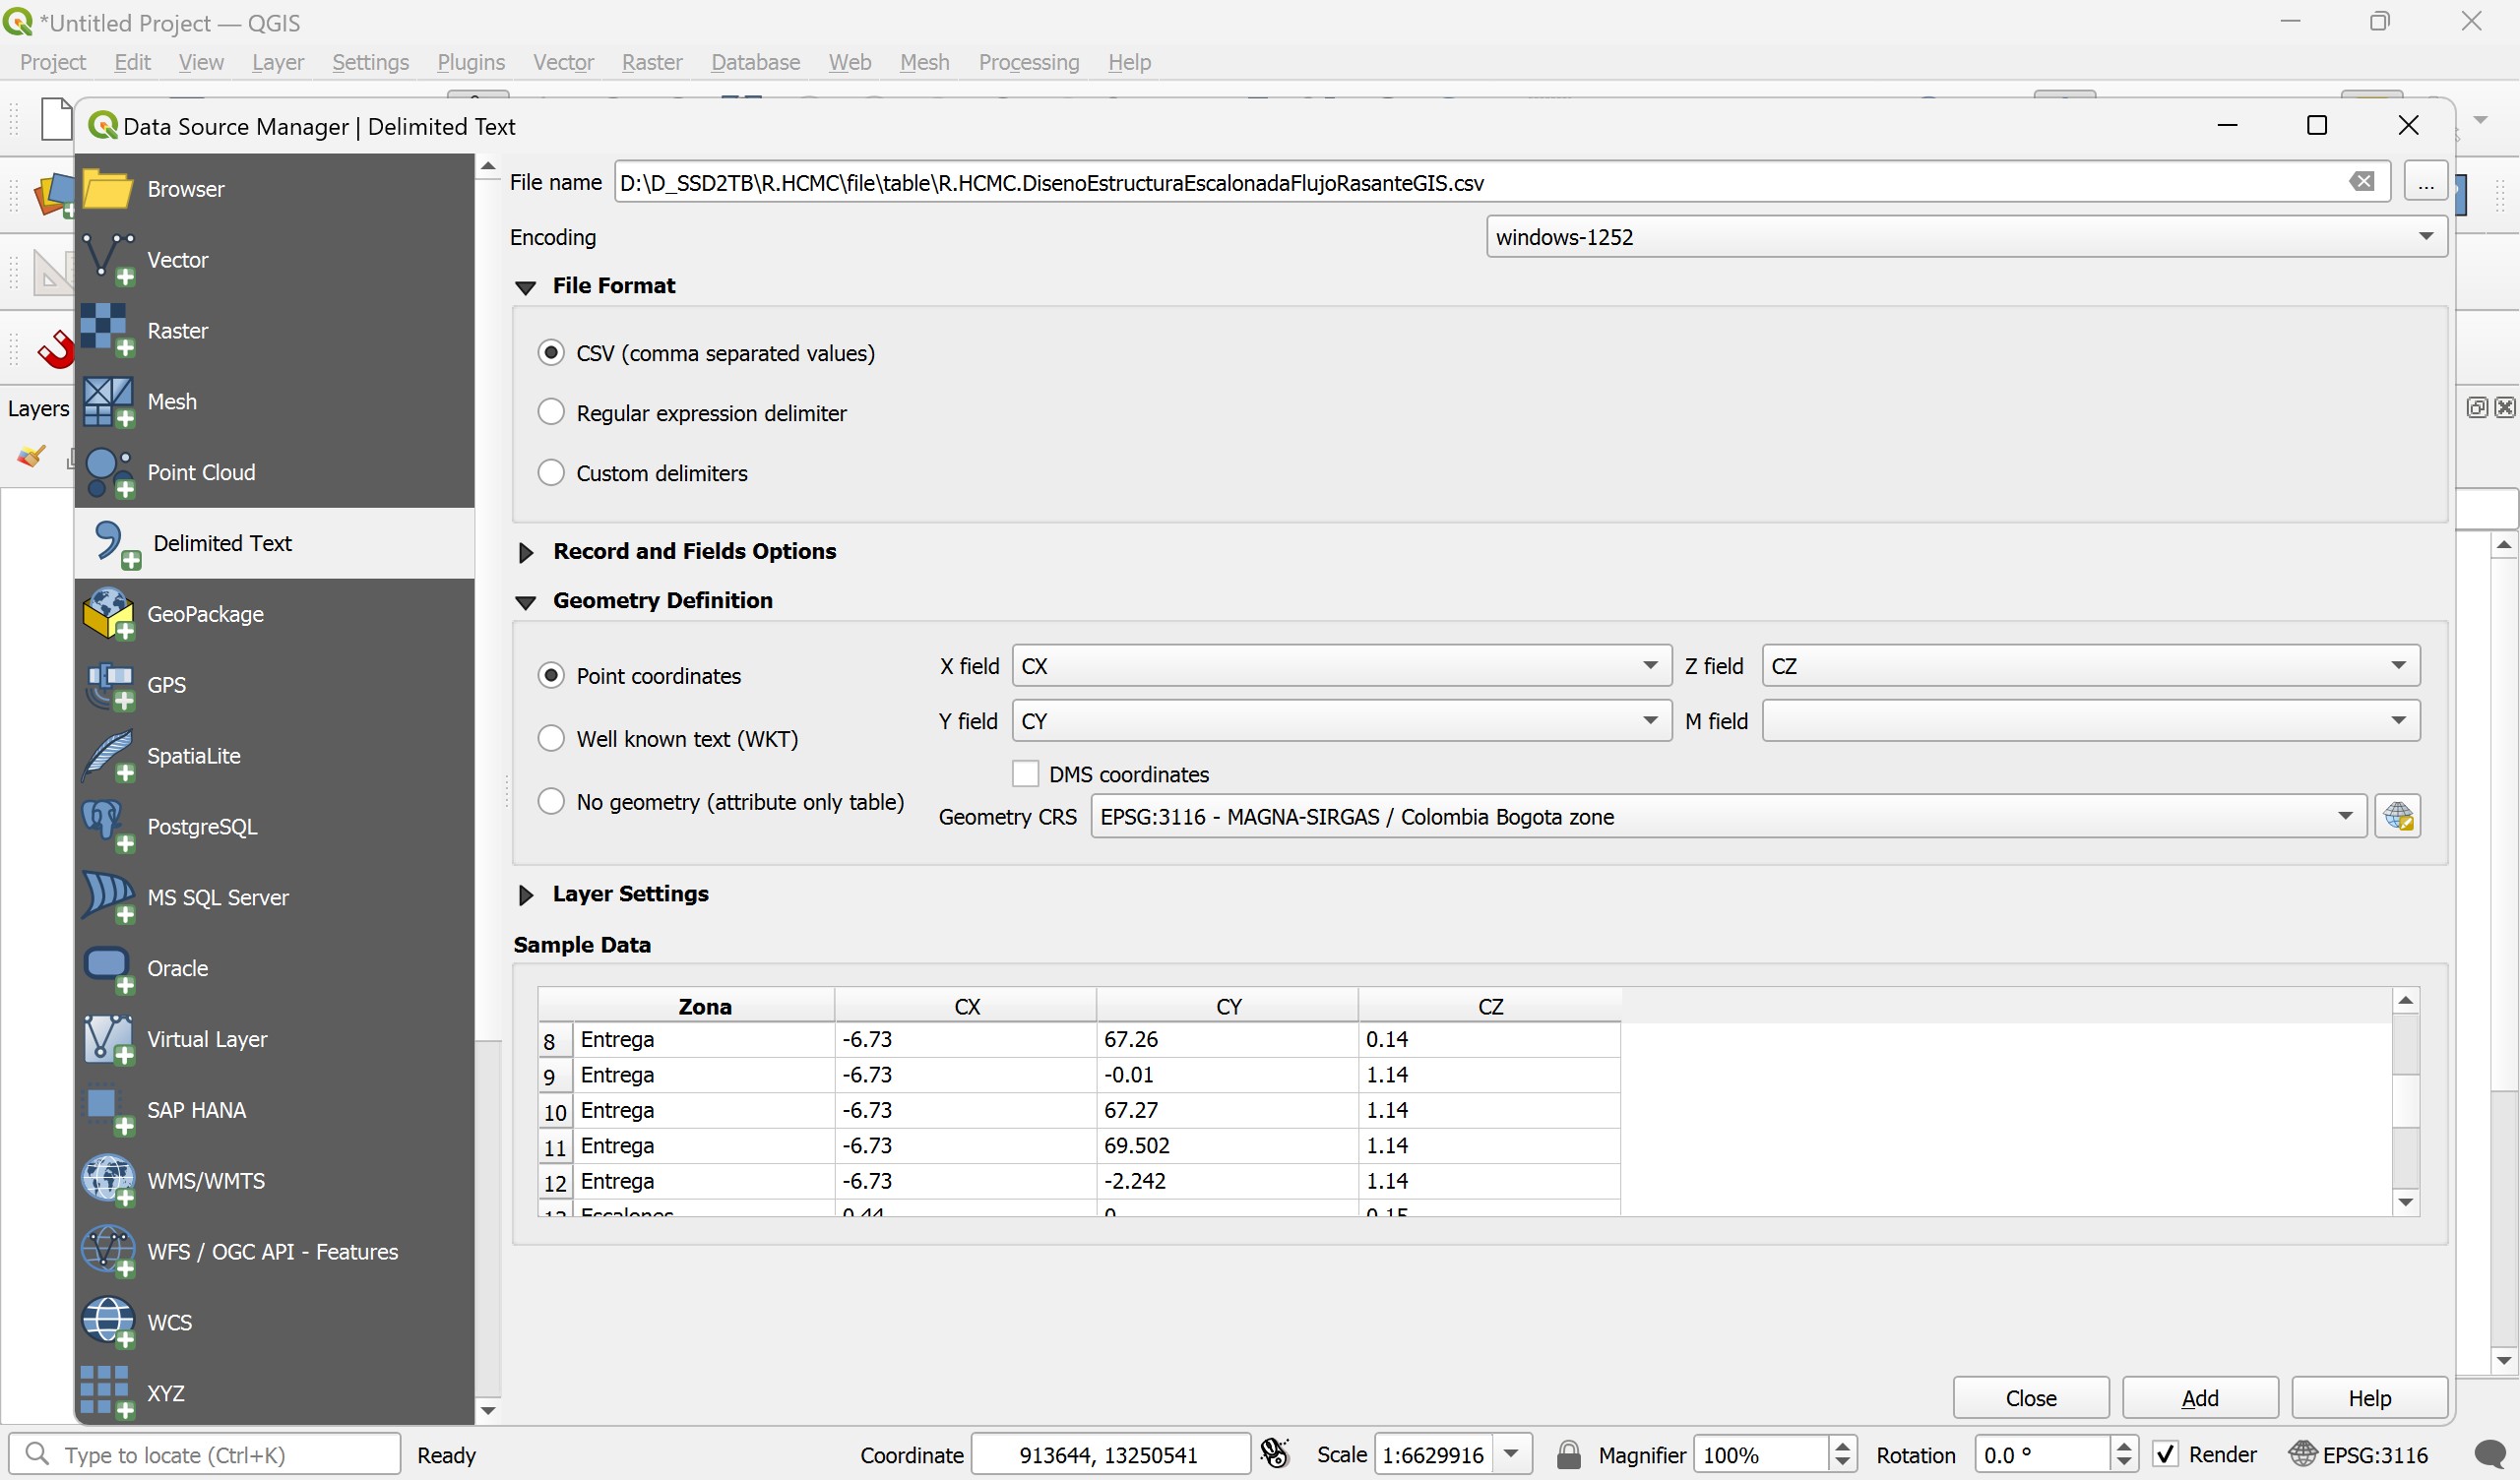 *Untitled Project — QGIS
Project Edit View Layer Settings Plugins Vector Raster Database Web Mesh Processing Help
Data Source Manager | Delimited Text
Browser
Vector
Raster
Mesh
Point Cloud
Delimited Text
GeoPackage
GPS
SpatiaLite
PostgreSQL
MS SQL Server
Oracle
Virtual Layer
SAP HANA
WMS/WMTS
WFS / OGC API - Features
WCS
XYZ
Layers
File name D:\D_SSD2TB\R.HCMC\file\table\R.HCMC.DisenoEstructuraEscalonadaFlujoRasanteGIS.csv ...
Encoding windows-1252
File Format
CSV (comma separated values)
Regular expression delimiter
Custom delimiters
Record and Fields Options
Geometry Definition
Point coordinates
Well known text (WKT)
No geometry (attribute only table)
X field CX Z field CZ
Y field CY M field
DMS coordinates
Geometry CRS EPSG:3116 - MAGNA-SIRGAS / Colombia Bogota zone
Layer Settings
Sample Data
Zona CX CY CZ
8 Entrega -6.73 67.26 0.14
9 Entrega -6.73 -0.01 1.14
10 Entrega -6.73 67.27 1.14
11 Entrega -6.73 69.502 1.14
12 Entrega -6.73 -2.242 1.14
13 Escalones 0.44 0 0.15
Close Add Help
Type to locate (Ctrl+K) Ready Coordinate 913644, 13250541 Scale 1:6629916 Magnifier 100% Rotation 0.0 ° Render EPSG:3116